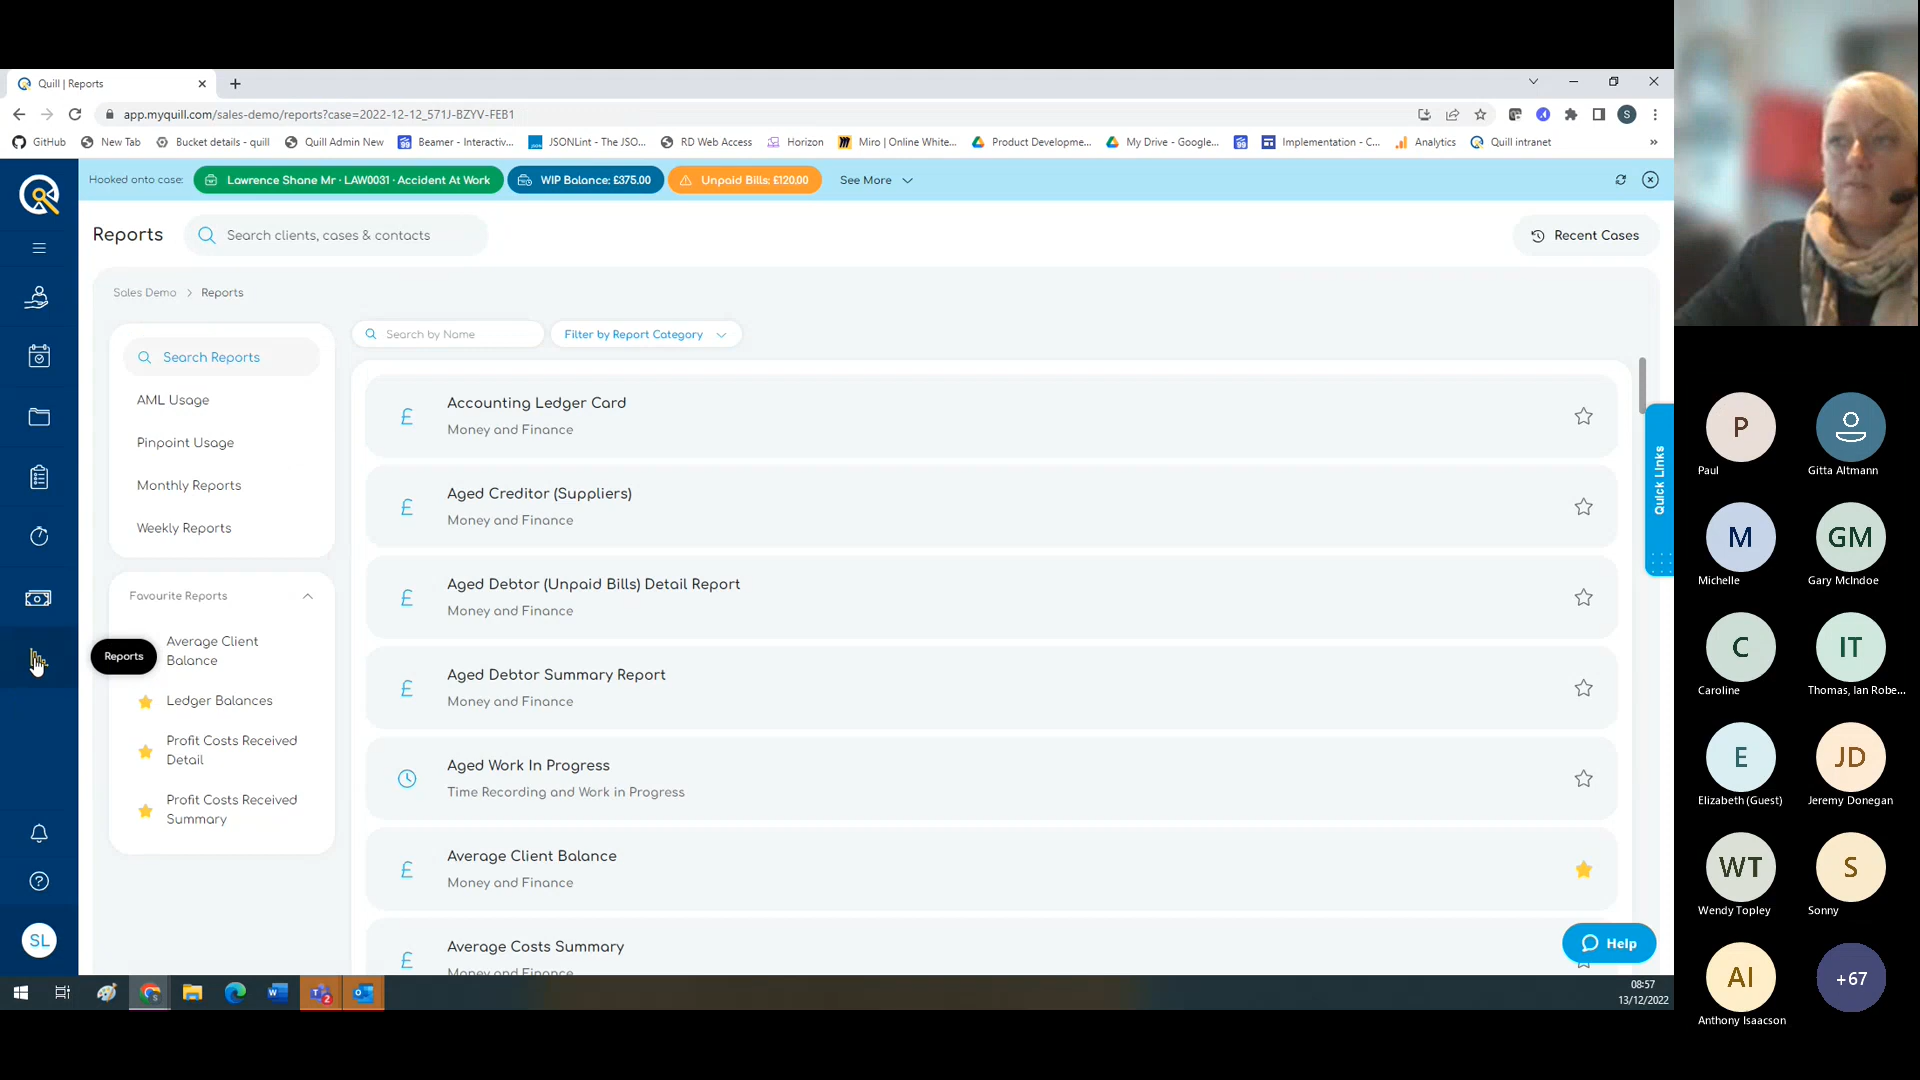 Quill | Reports
app.myquill.com/sales-demo/reports?case=2022-12-12_571J-BZYV-FEB1
S
GitHub
New Tab
Bucket details - quill
Quill Admin New
Beamer - Interactiv...
JSONLint - The JSO...
RD Web Access
Horizon
Miro | Online White...
Product Developme...
My Drive - Google...
Implementation - C...
Analytics
Quill intranet
»
Hooked onto case:
Lawrence Shane Mr · LAW0031 · Accident At Work
WIP Balance: £375.00
Unpaid Bills: £120.00
See More
Reports
Search clients, cases & contacts
Recent Cases
Sales Demo > Reports
Search Reports
AML Usage
Pinpoint Usage
Monthly Reports
Weekly Reports
Favourite Reports
Average Client
Balance
Ledger Balances
Profit Costs Received
Detail
Profit Costs Received
Summary
Reports
SL
Search by Name
Filter by Report Category
£
Accounting Ledger Card
Money and Finance
£
Aged Creditor (Suppliers)
Money and Finance
£
Aged Debtor (Unpaid Bills) Detail Report
Money and Finance
£
Aged Debtor Summary Report
Money and Finance
Aged Work In Progress
Time Recording and Work in Progress
£
Average Client Balance
Money and Finance
£
Average Costs Summary
Money and Finance
Quick Links
Help
2
08:57
13/12/2022
P
Paul
Gitta Altmann
M
Michelle
GM
Gary McIndoe
C
Caroline
IT
Thomas, Ian Robe...
E
Elizabeth (Guest)
JD
Jeremy Donegan
WT
Wendy Topley
S
Sonny
AI
Anthony Isaacson
+67